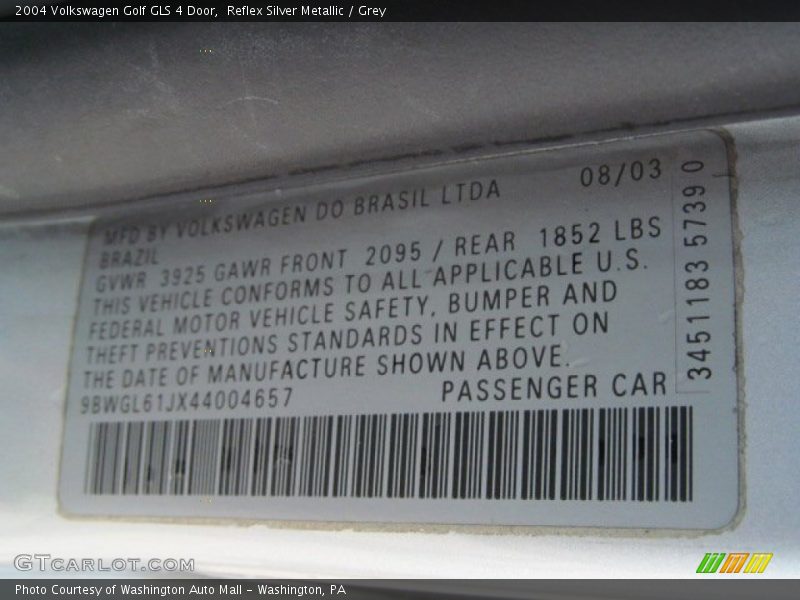 2004 Volkswagen Golf GLS 4 Door,  Reflex Silver Metallic / Grey
MFD BY VOLKSWAGEN DO BRASIL LTDA 08/03
BRAZIL
GVWR 3925 GAWR FRONT 2095 / REAR 1852 LBS
THIS VEHICLE CONFORMS TO ALL APPLICABLE U.S.
FEDERAL MOTOR VEHICLE SAFETY, BUMPER AND
THEFT PREVENTIONS STANDARDS IN EFFECT ON
THE DATE OF MANUFACTURE SHOWN ABOVE.
9BWGL61JX44004657 PASSENGER CAR
3451183 5739 0
GTCARLOT.COM
Photo Courtesy of Washington Auto Mall - Washington, PA